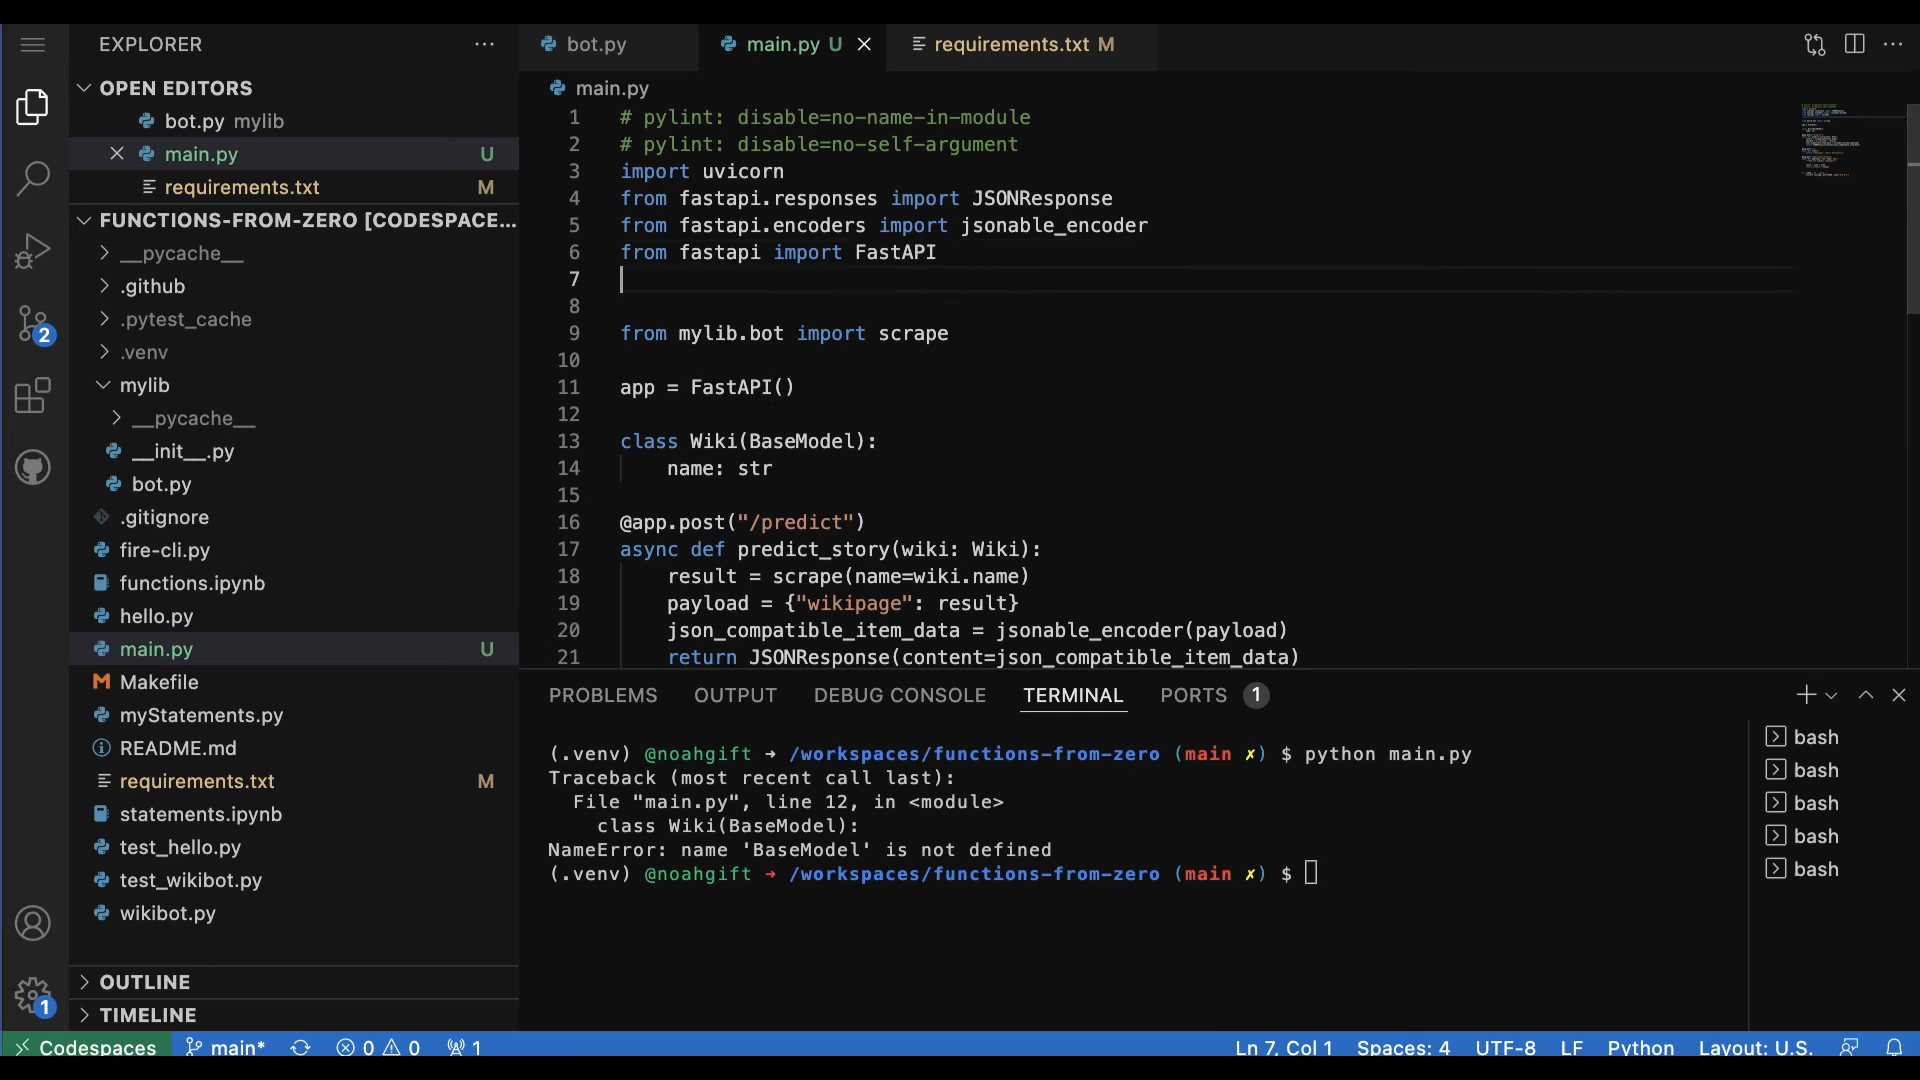 EXPLORER
OPEN EDITORS
bot.py mylib
main.py U
requirements.txt M
FUNCTIONS-FROM-ZERO [CODESPACE...
__pycache__
.github
.pytest_cache
.venv
mylib
__pycache__
__init__.py
bot.py
.gitignore
fire-cli.py
functions.ipynb
hello.py
main.py U
Makefile
myStatements.py
README.md
requirements.txt M
statements.ipynb
test_hello.py
test_wikibot.py
wikibot.py
OUTLINE
TIMELINE
2
1
bot.py
main.py U
requirements.txt M
main.py
1 # pylint: disable=no-name-in-module
2 # pylint: disable=no-self-argument
3 import uvicorn
4 from fastapi.responses import JSONResponse
5 from fastapi.encoders import jsonable_encoder
6 from fastapi import FastAPI
7
8
9 from mylib.bot import scrape
10
11 app = FastAPI()
12
13 class Wiki(BaseModel):
14 name: str
15
16 @app.post("/predict")
17 async def predict_story(wiki: Wiki):
18 result = scrape(name=wiki.name)
19 payload = {"wikipage": result}
20 json_compatible_item_data = jsonable_encoder(payload)
21 return JSONResponse(content=json_compatible_item_data)
PROBLEMS OUTPUT DEBUG CONSOLE TERMINAL PORTS 1
(.venv) @noahgift ➜ /workspaces/functions-from-zero (main ✗) $ python main.py
Traceback (most recent call last):
File "main.py", line 12, in <module>
class Wiki(BaseModel):
NameError: name 'BaseModel' is not defined
(.venv) @noahgift ➜ /workspaces/functions-from-zero (main ✗) $
bash
bash
bash
bash
bash
Codespaces main* 0 0 1 Ln 7, Col 1 Spaces: 4 UTF-8 LF Python Layout: U.S.